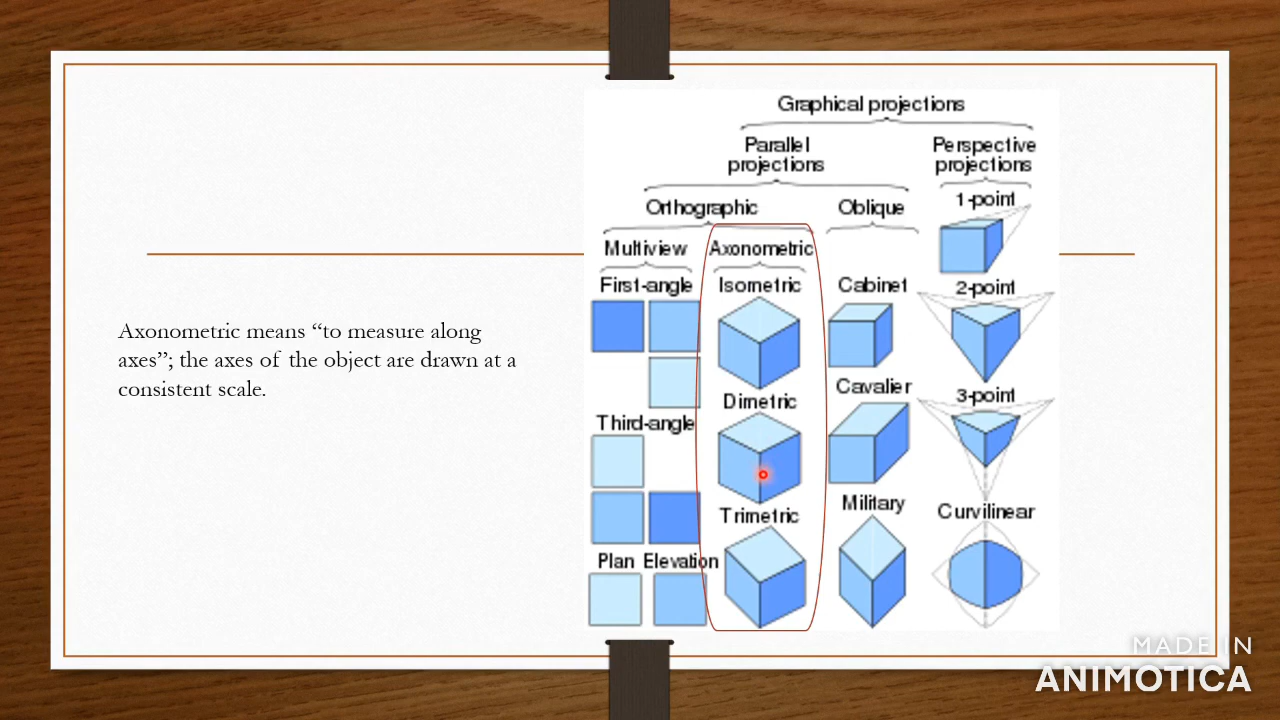 Axonometric means “to measure along
axes”; the axes of the object are drawn at a
consistent scale.
Graphical projections
Parallel
projections
Perspective
projections
Orthographic
Oblique
1-point
Multiview
Axonometric
First-angle
Isometric
Cabinet
2-point
Dimetric
Cavalier
3-point
Third-angle
Trimetric
Military
Curvilinear
Plan Elevation
MADE IN
ANIMOTICA